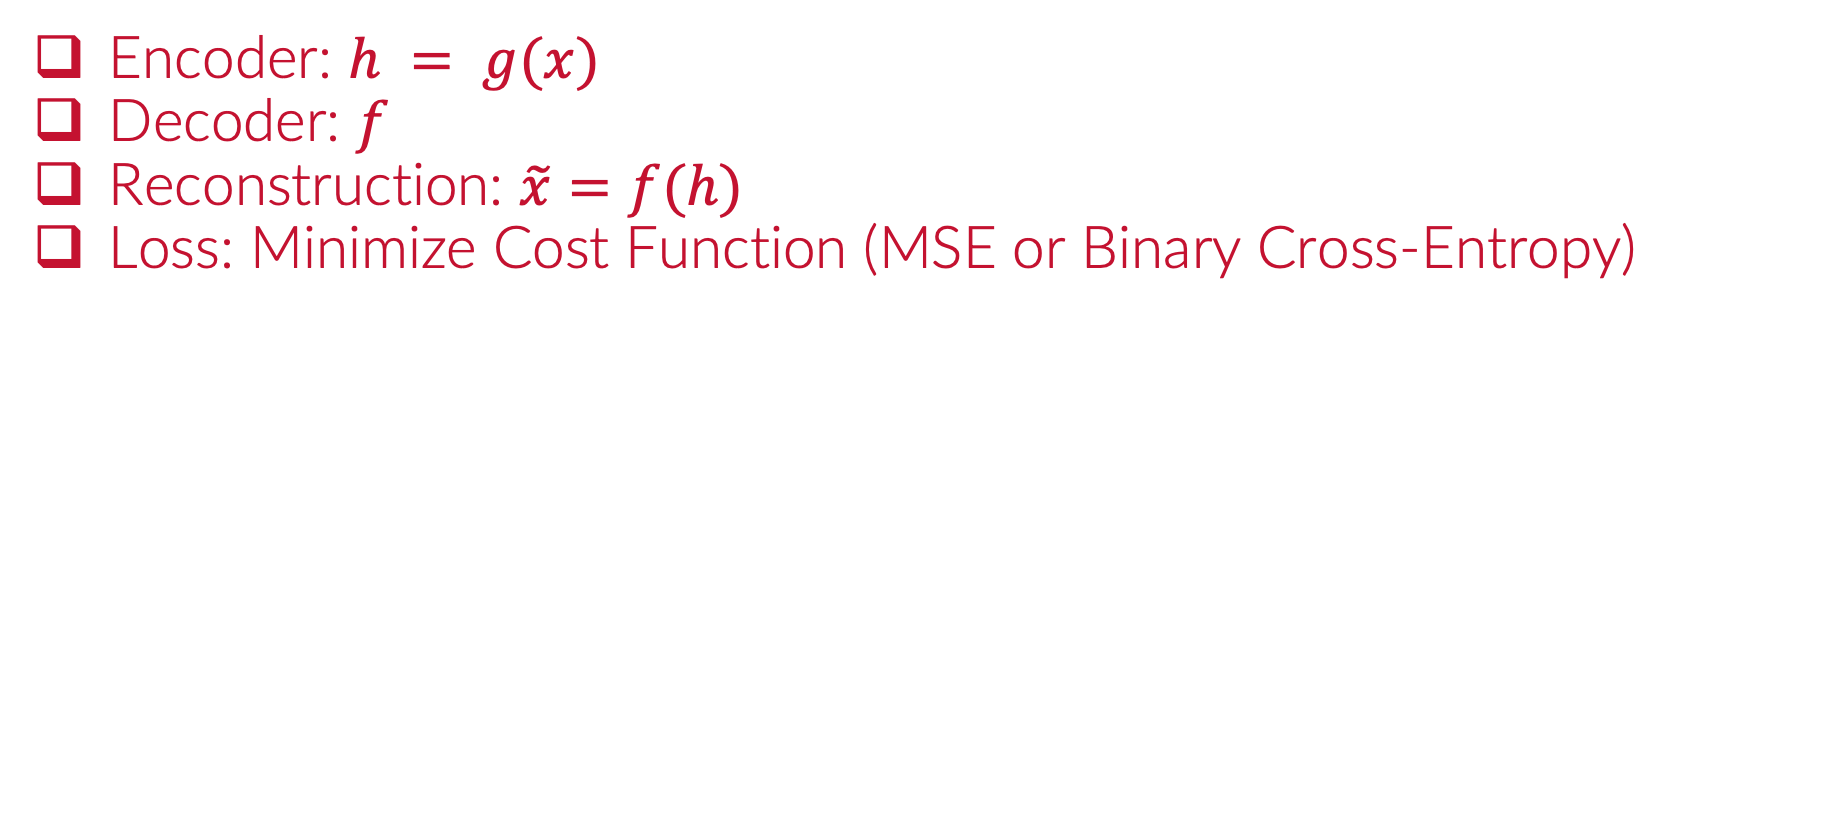 ❑ Encoder: h = g(x)
❑ Decoder: f
❑ Reconstruction: x̃ = f(h)
❑ Loss: Minimize Cost Function (MSE or Binary Cross-Entropy)